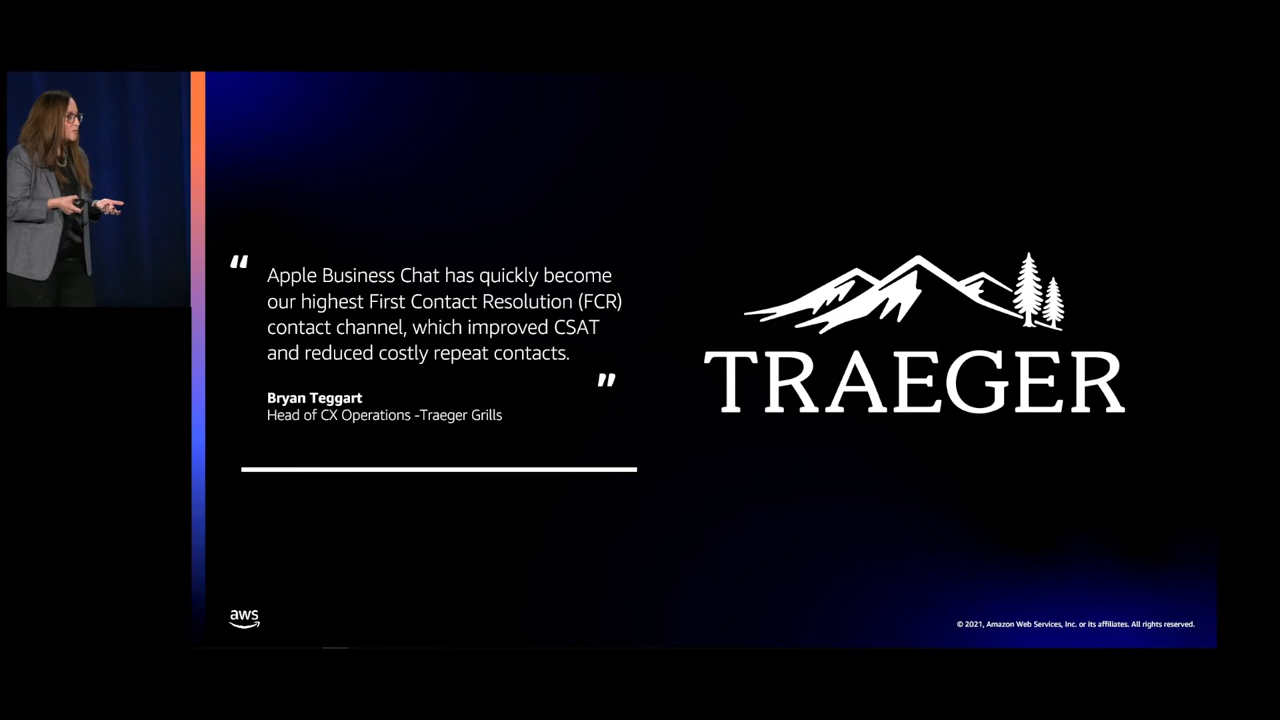 “
Apple Business Chat has quickly become
our highest First Contact Resolution (FCR)
contact channel, which improved CSAT
and reduced costly repeat contacts.
”
Bryan Teggart
Head of CX Operations -Traeger Grills
TRAEGER
aws
© 2021, Amazon Web Services, Inc. or its affiliates. All rights reserved.